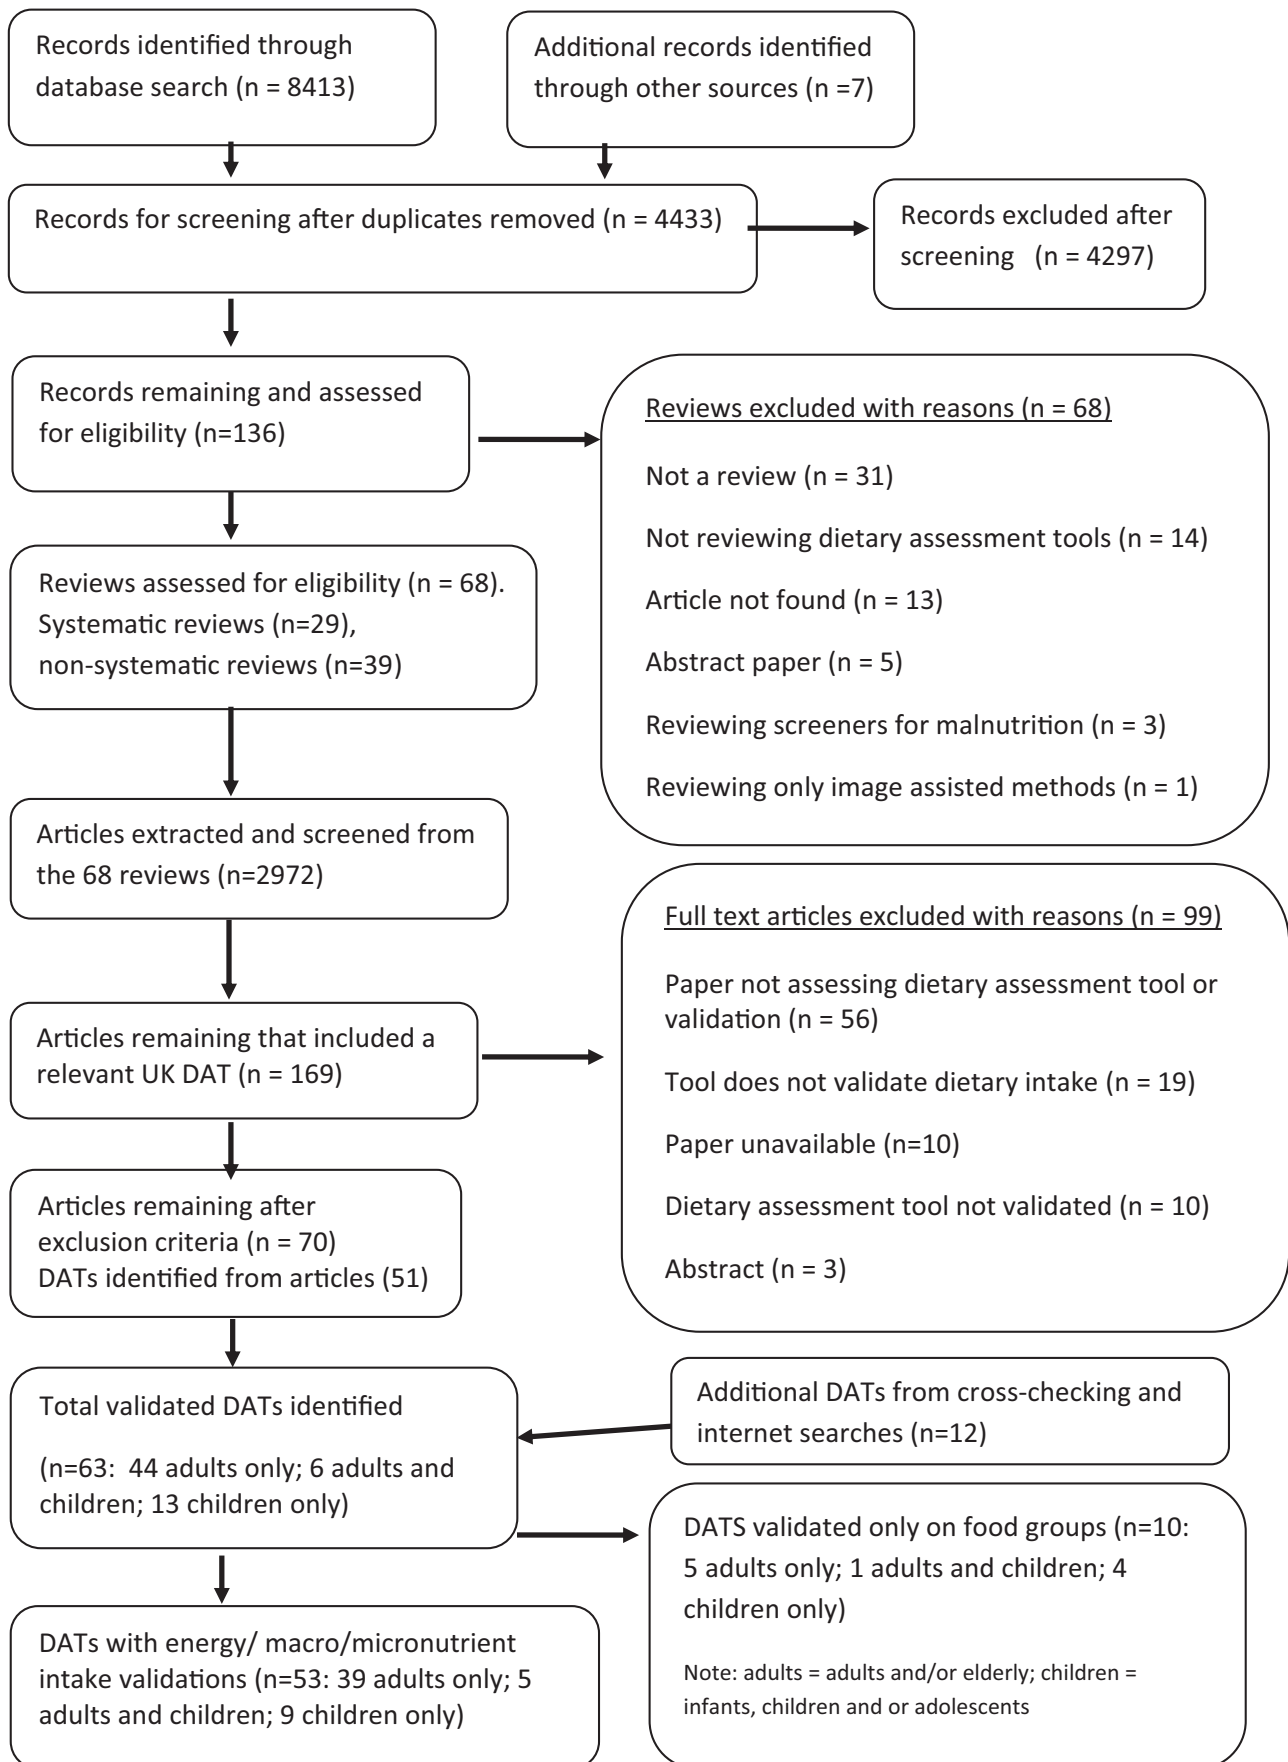 Records identified through
database search (n = 8413)
Additional records identified
through other sources (n =7)
Records for screening after duplicates removed (n = 4433)
Records excluded after
screening (n = 4297)
Records remaining and assessed
for eligibility (n=136)
Reviews excluded with reasons (n = 68)
Not a review (n = 31)
Not reviewing dietary assessment tools (n = 14)
Article not found (n = 13)
Abstract paper (n = 5)
Reviewing screeners for malnutrition (n = 3)
Reviewing only image assisted methods (n = 1)
Reviews assessed for eligibility (n = 68).
Systematic reviews (n=29),
non-systematic reviews (n=39)
Articles extracted and screened from
the 68 reviews (n=2972)
Full text articles excluded with reasons (n = 99)
Paper not assessing dietary assessment tool or
validation (n = 56)
Tool does not validate dietary intake (n = 19)
Paper unavailable (n=10)
Dietary assessment tool not validated (n = 10)
Abstract (n = 3)
Articles remaining that included a
relevant UK DAT (n = 169)
Articles remaining after
exclusion criteria (n = 70)
DATs identified from articles (51)
Total validated DATs identified
(n=63: 44 adults only; 6 adults and
children; 13 children only)
Additional DATs from cross-checking and
internet searches (n=12)
DATS validated only on food groups (n=10:
5 adults only; 1 adults and children; 4
children only)
Note: adults = adults and/or elderly; children =
infants, children and or adolescents
DATs with energy/ macro/micronutrient
intake validations (n=53: 39 adults only; 5
adults and children; 9 children only)